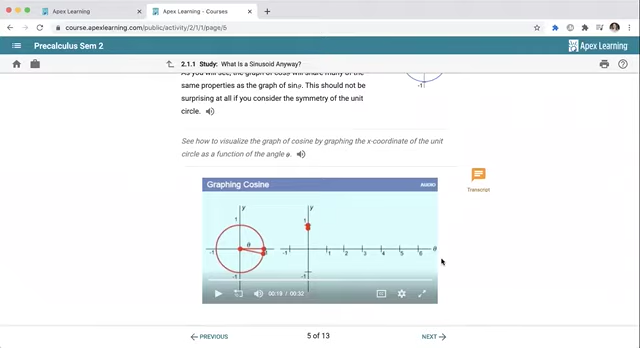 Apex Learning
Apex Learning - Courses
course.apexlearning.com/public/activity/2/1/1/page/5
Precalculus Sem 2
Apex Learning
2.1.1 Study: What Is a Sinusoid Anyway?
As you will see, the graph of cosθ will share many of the
same properties as the graph of sinθ. This should not be
surprising at all if you consider the symmetry of the unit
circle.
-1
See how to visualize the graph of cosine by graphing the x-coordinate of the unit
circle as a function of the angle θ.
Transcript
Graphing Cosine
AUDIO
y
y
1
1
θ
-1
-1
1
2
3
4
5
6
θ
-1
-1
00:19 / 00:32
PREVIOUS
5 of 13
NEXT